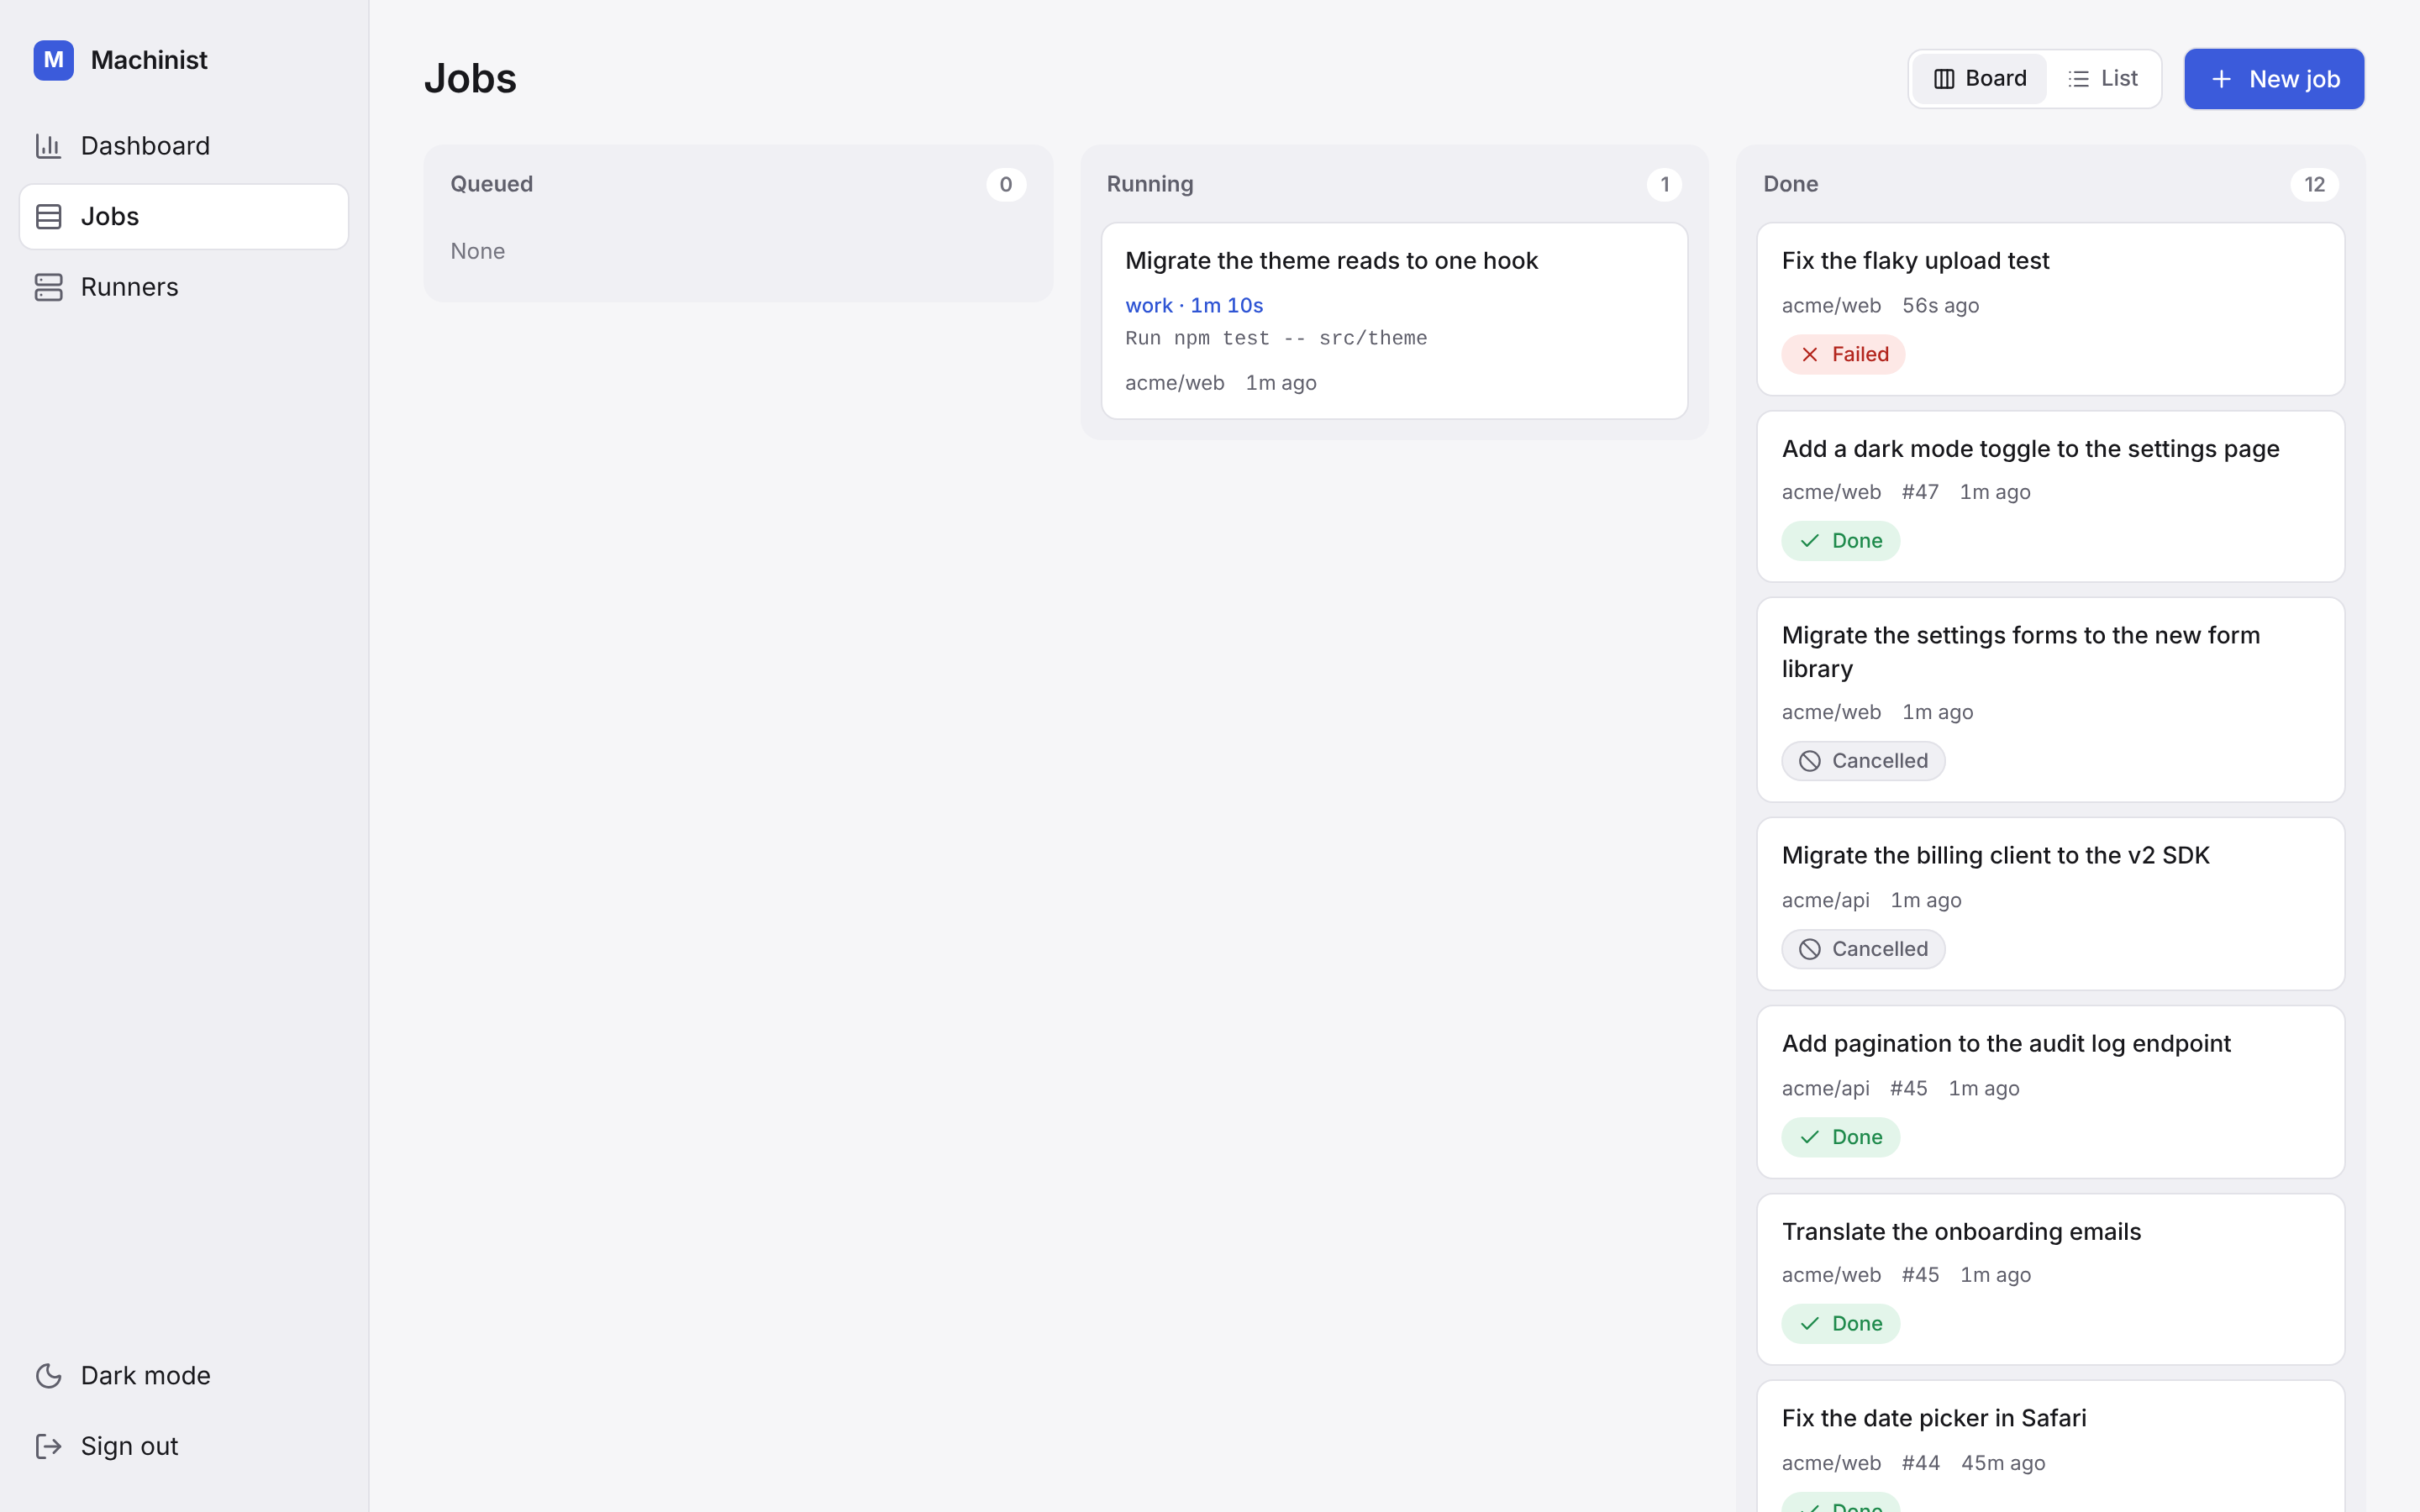 M Machinist
Dashboard
Jobs
Runners
Dark mode
Sign out
Jobs
Board
List
New job
Queued 0
None
Running 1
Migrate the theme reads to one hook
work · 1m 10s
Run npm test -- src/theme
acme/web 1m ago
Done 12
Fix the flaky upload test
acme/web 56s ago
Failed
Add a dark mode toggle to the settings page
acme/web #47 1m ago
Done
Migrate the settings forms to the new form
library
acme/web 1m ago
Cancelled
Migrate the billing client to the v2 SDK
acme/api 1m ago
Cancelled
Add pagination to the audit log endpoint
acme/api #45 1m ago
Done
Translate the onboarding emails
acme/web #45 1m ago
Done
Fix the date picker in Safari
acme/web #44 45m ago
Done